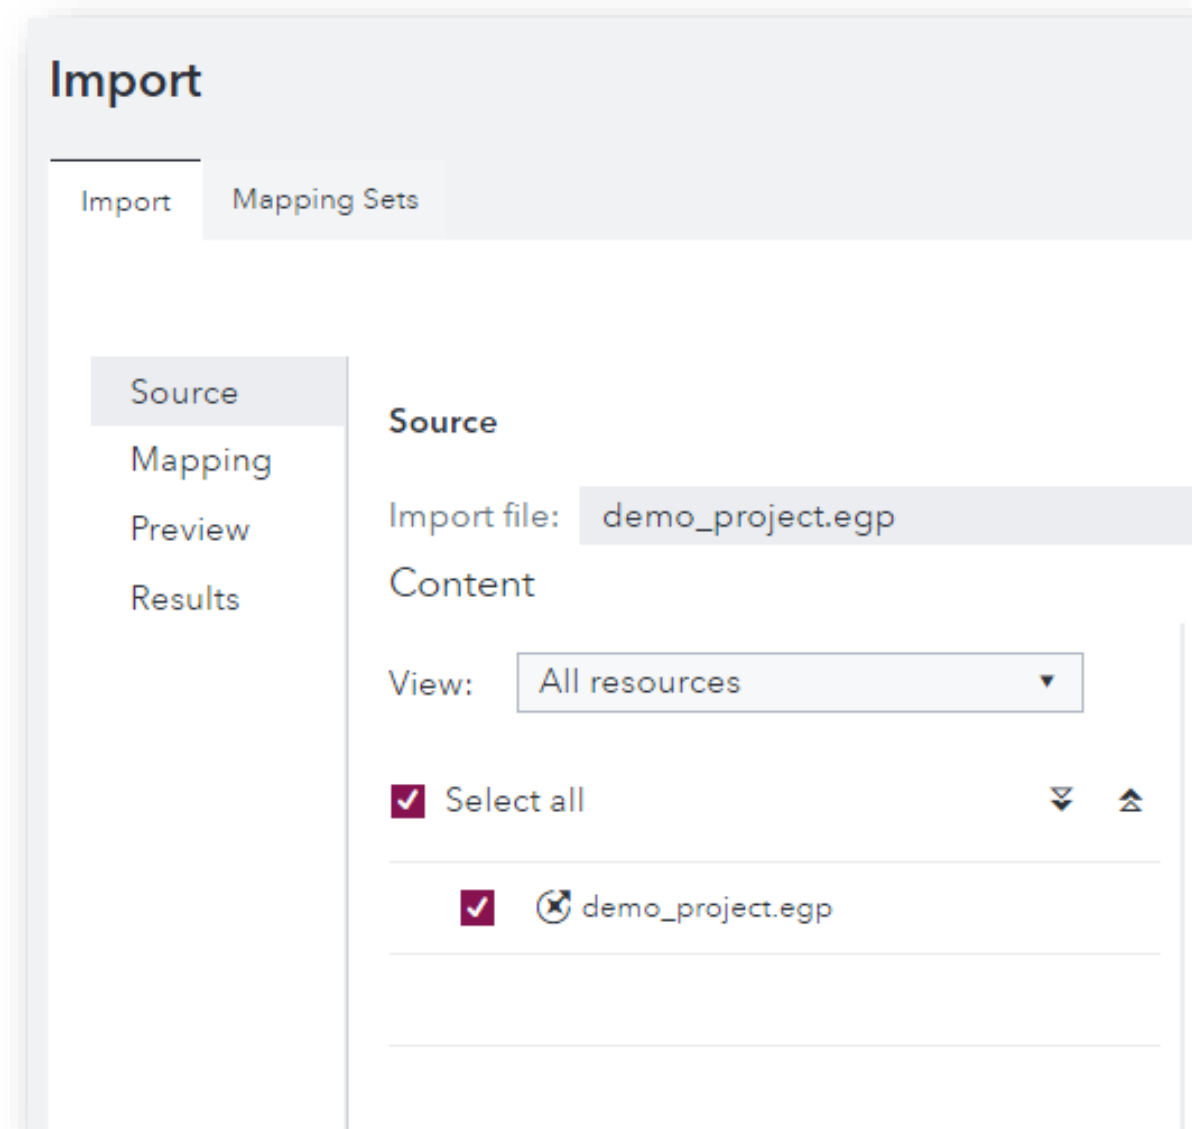 Import
Import
Mapping Sets
Source
Mapping
Preview
Results
Source
Import file: demo_project.egp
Content
View: All resources
Select all
demo_project.egp